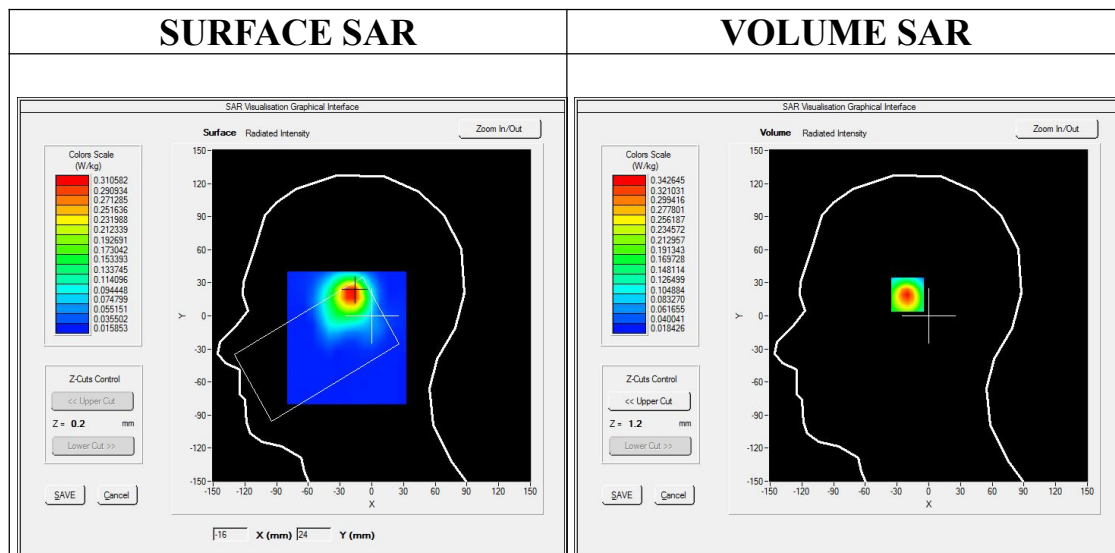 SURFACE SAR
VOLUME SAR
SAR Visualisation Graphical Interface
Surface Radiated Intensity
Zoom In/Out
Colors Scale
(W/kg)
0.310582
0.290934
0.271285
0.251636
0.231988
0.212339
0.192691
0.173042
0.153393
0.133745
0.114096
0.094448
0.074799
0.055151
0.035502
0.015853
Z-Cuts Control
<< Upper Cut
Z = 0.2 mm
Lower Cut >>
SAVE Cancel
150
120
90
60
30
0
-30
-60
-90
-120
-150
Y
-150 -120 -90 -60 -30 0 30 60 90 120 150
X
-16 X (mm) 24 Y (mm)
SAR Visualisation Graphical Interface
Volume Radiated Intensity
Zoom In/Out
Colors Scale
(W/kg)
0.342645
0.321031
0.299416
0.277801
0.256187
0.234572
0.212957
0.191343
0.169728
0.148114
0.126499
0.104884
0.083270
0.061655
0.040041
0.018426
Z-Cuts Control
<< Upper Cut
Z = 1.2 mm
Lower Cut >>
SAVE Cancel
150
120
90
60
30
0
-30
-60
-90
-120
-150
Y
-150 -120 -90 -60 -30 0 30 60 90 120 150
X